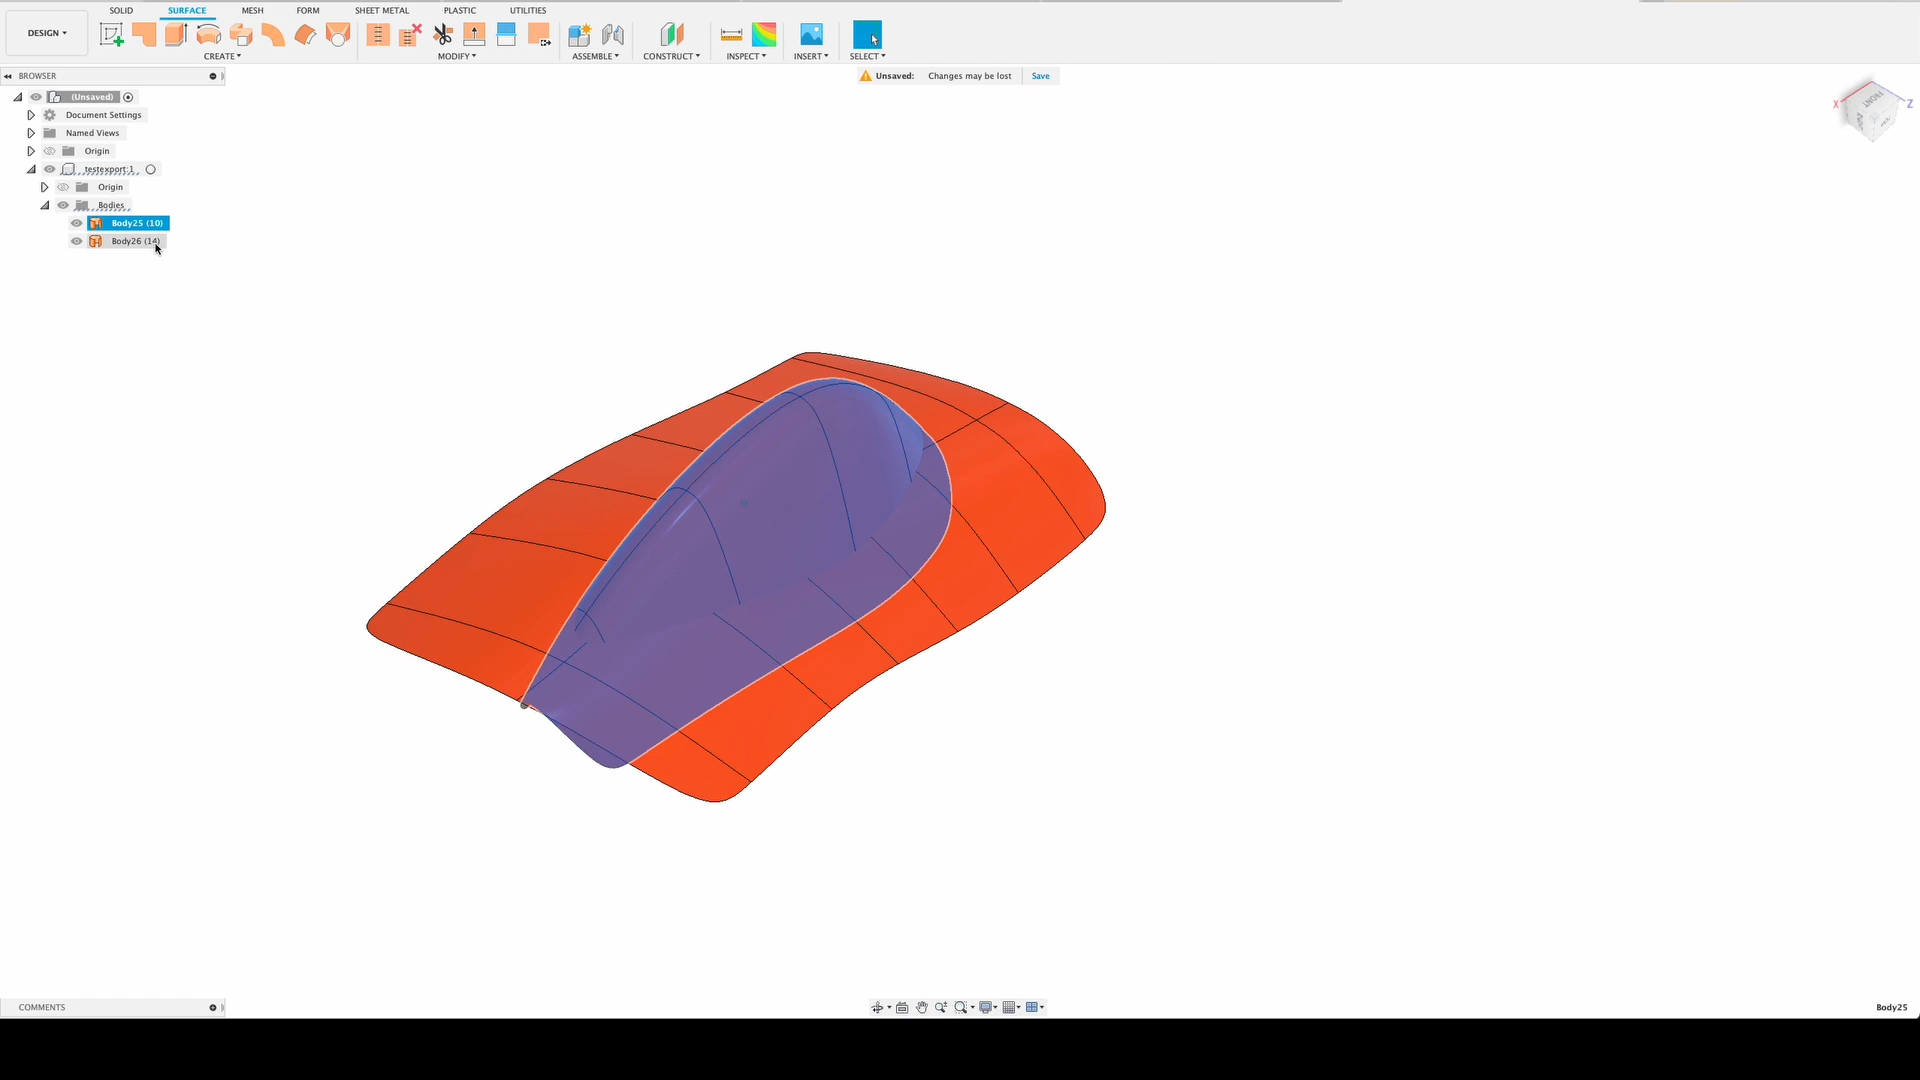 SOLID SURFACE MESH FORM SHEET METAL PLASTIC UTILITIES
DESIGN
CREATE MODIFY ASSEMBLE CONSTRUCT INSPECT INSERT SELECT
BROWSER
Unsaved: Changes may be lost Save
(Unsaved)
Document Settings
Named Views
Origin
testexport:1
Origin
Bodies
Body25 (10)
Body26 (14)
X
FRONT
Z
COMMENTS
Body25